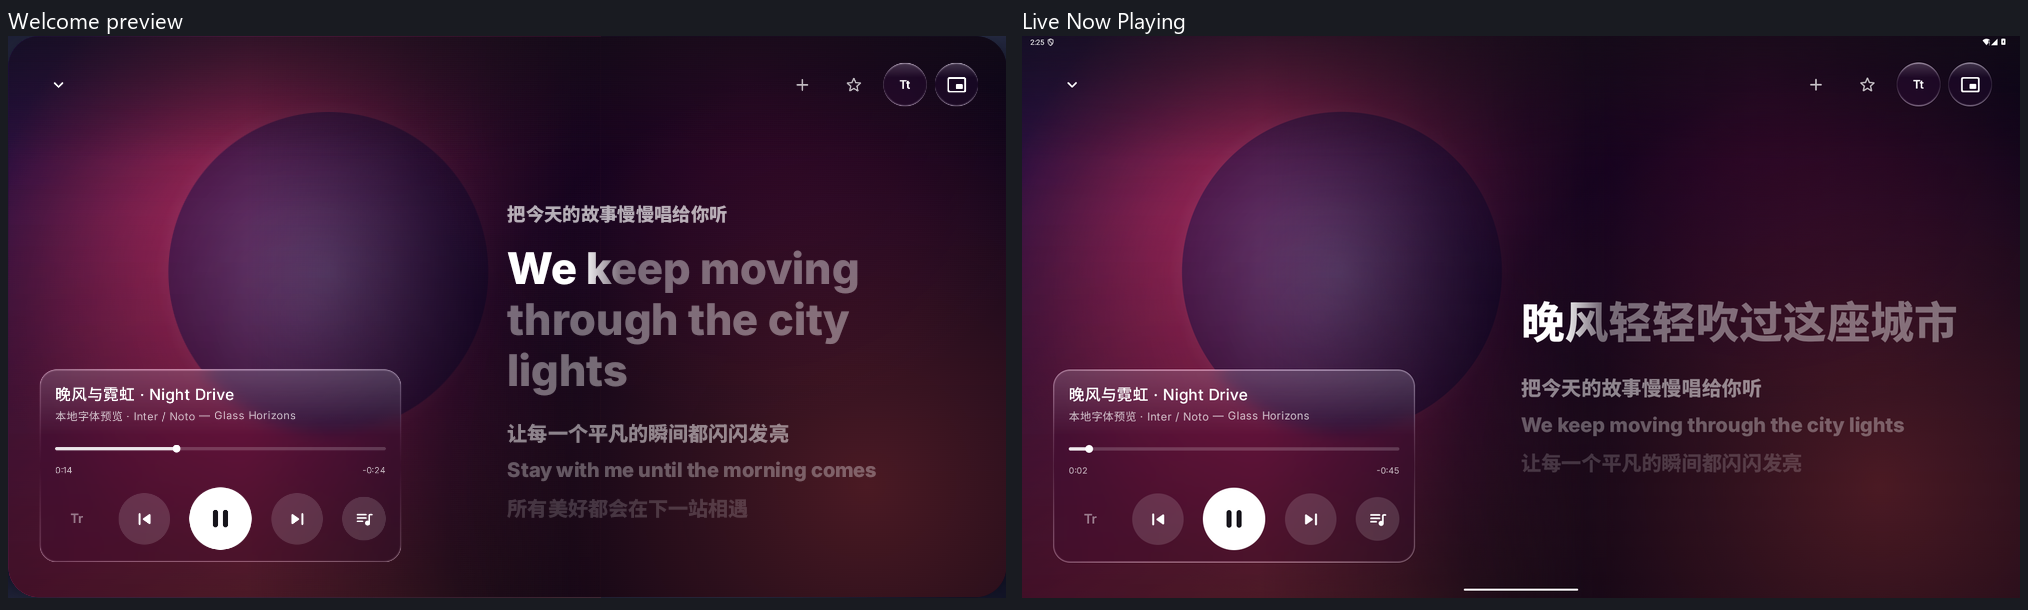 Welcome preview
Tt
把今天的故事慢慢唱给你听
We keep moving
through the city
lights
让每一个平凡的瞬间都闪闪发亮
Stay with me until the morning comes
所有美好都会在下一站相遇
晚风与霓虹 · Night Drive
本地字体预览 · Inter / Noto — Glass Horizons
0:14
-0:24
Tr
Live Now Playing
2:25
Tt
晚风轻轻吹过这座城市
把今天的故事慢慢唱给你听
We keep moving through the city lights
让每一个平凡的瞬间都闪闪发亮
晚风与霓虹 · Night Drive
本地字体预览 · Inter / Noto — Glass Horizons
0:02
-0:45
Tr